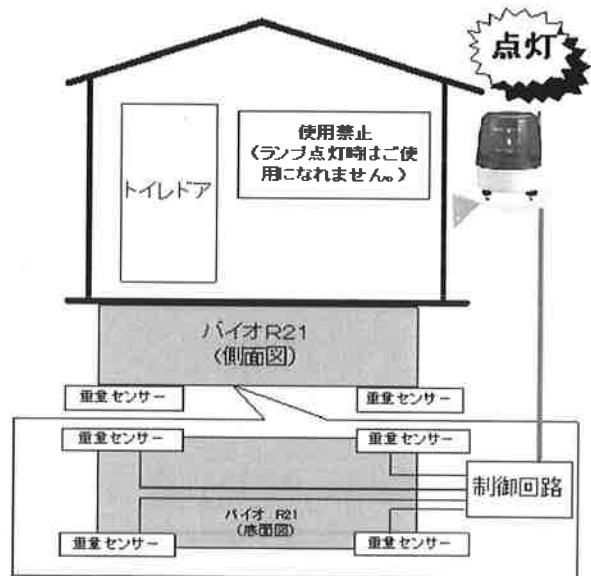 点灯
使用禁止
(ランプ点灯時はご使
用になれません。)
トイレドア
バイオR21
(側面図)
重量センサー
重量センサー
重量センサー
重量センサー
制御回路
バイオ R21
(底面図)
重量センサー
重量センサー